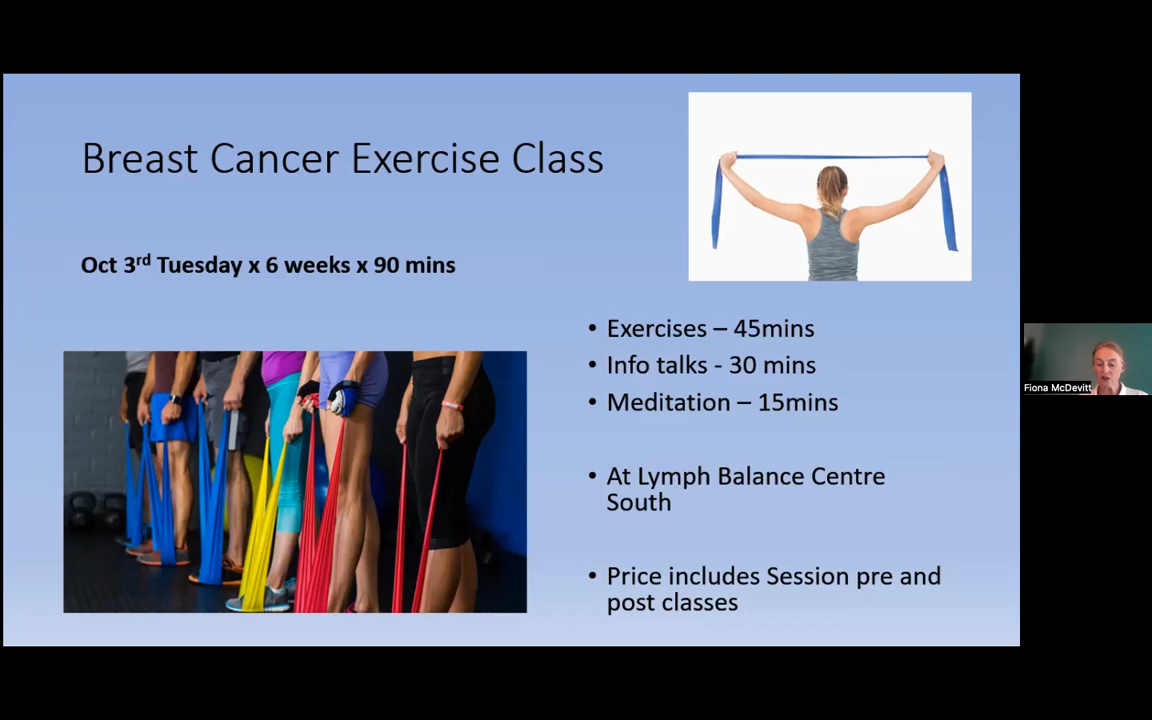 Breast Cancer Exercise Class
Oct 3rd Tuesday x 6 weeks x 90 mins
• Exercises – 45mins
• Info talks - 30 mins
• Meditation – 15mins
• At Lymph Balance Centre
South
• Price includes Session pre and
post classes
Fiona McDevitt